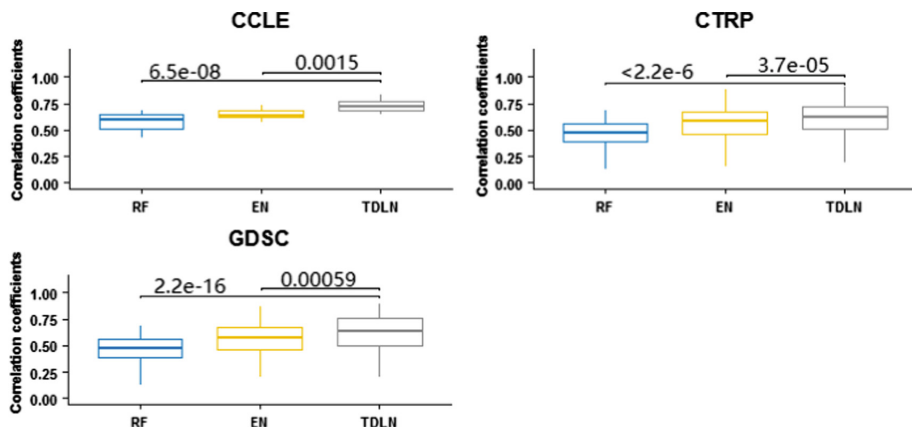 CCLE
Correlation coefficients
1.00
0.75
0.50
0.25
0.00
6.5e-08
0.0015
RF EN TDLN
CTRP
Correlation coefficients
1.00
0.75
0.50
0.25
0.00
<2.2e-6
3.7e-05
RF EN TDLN
GDSC
Correlation coefficients
1.00
0.75
0.50
0.25
0.00
2.2e-16
0.00059
RF EN TDLN